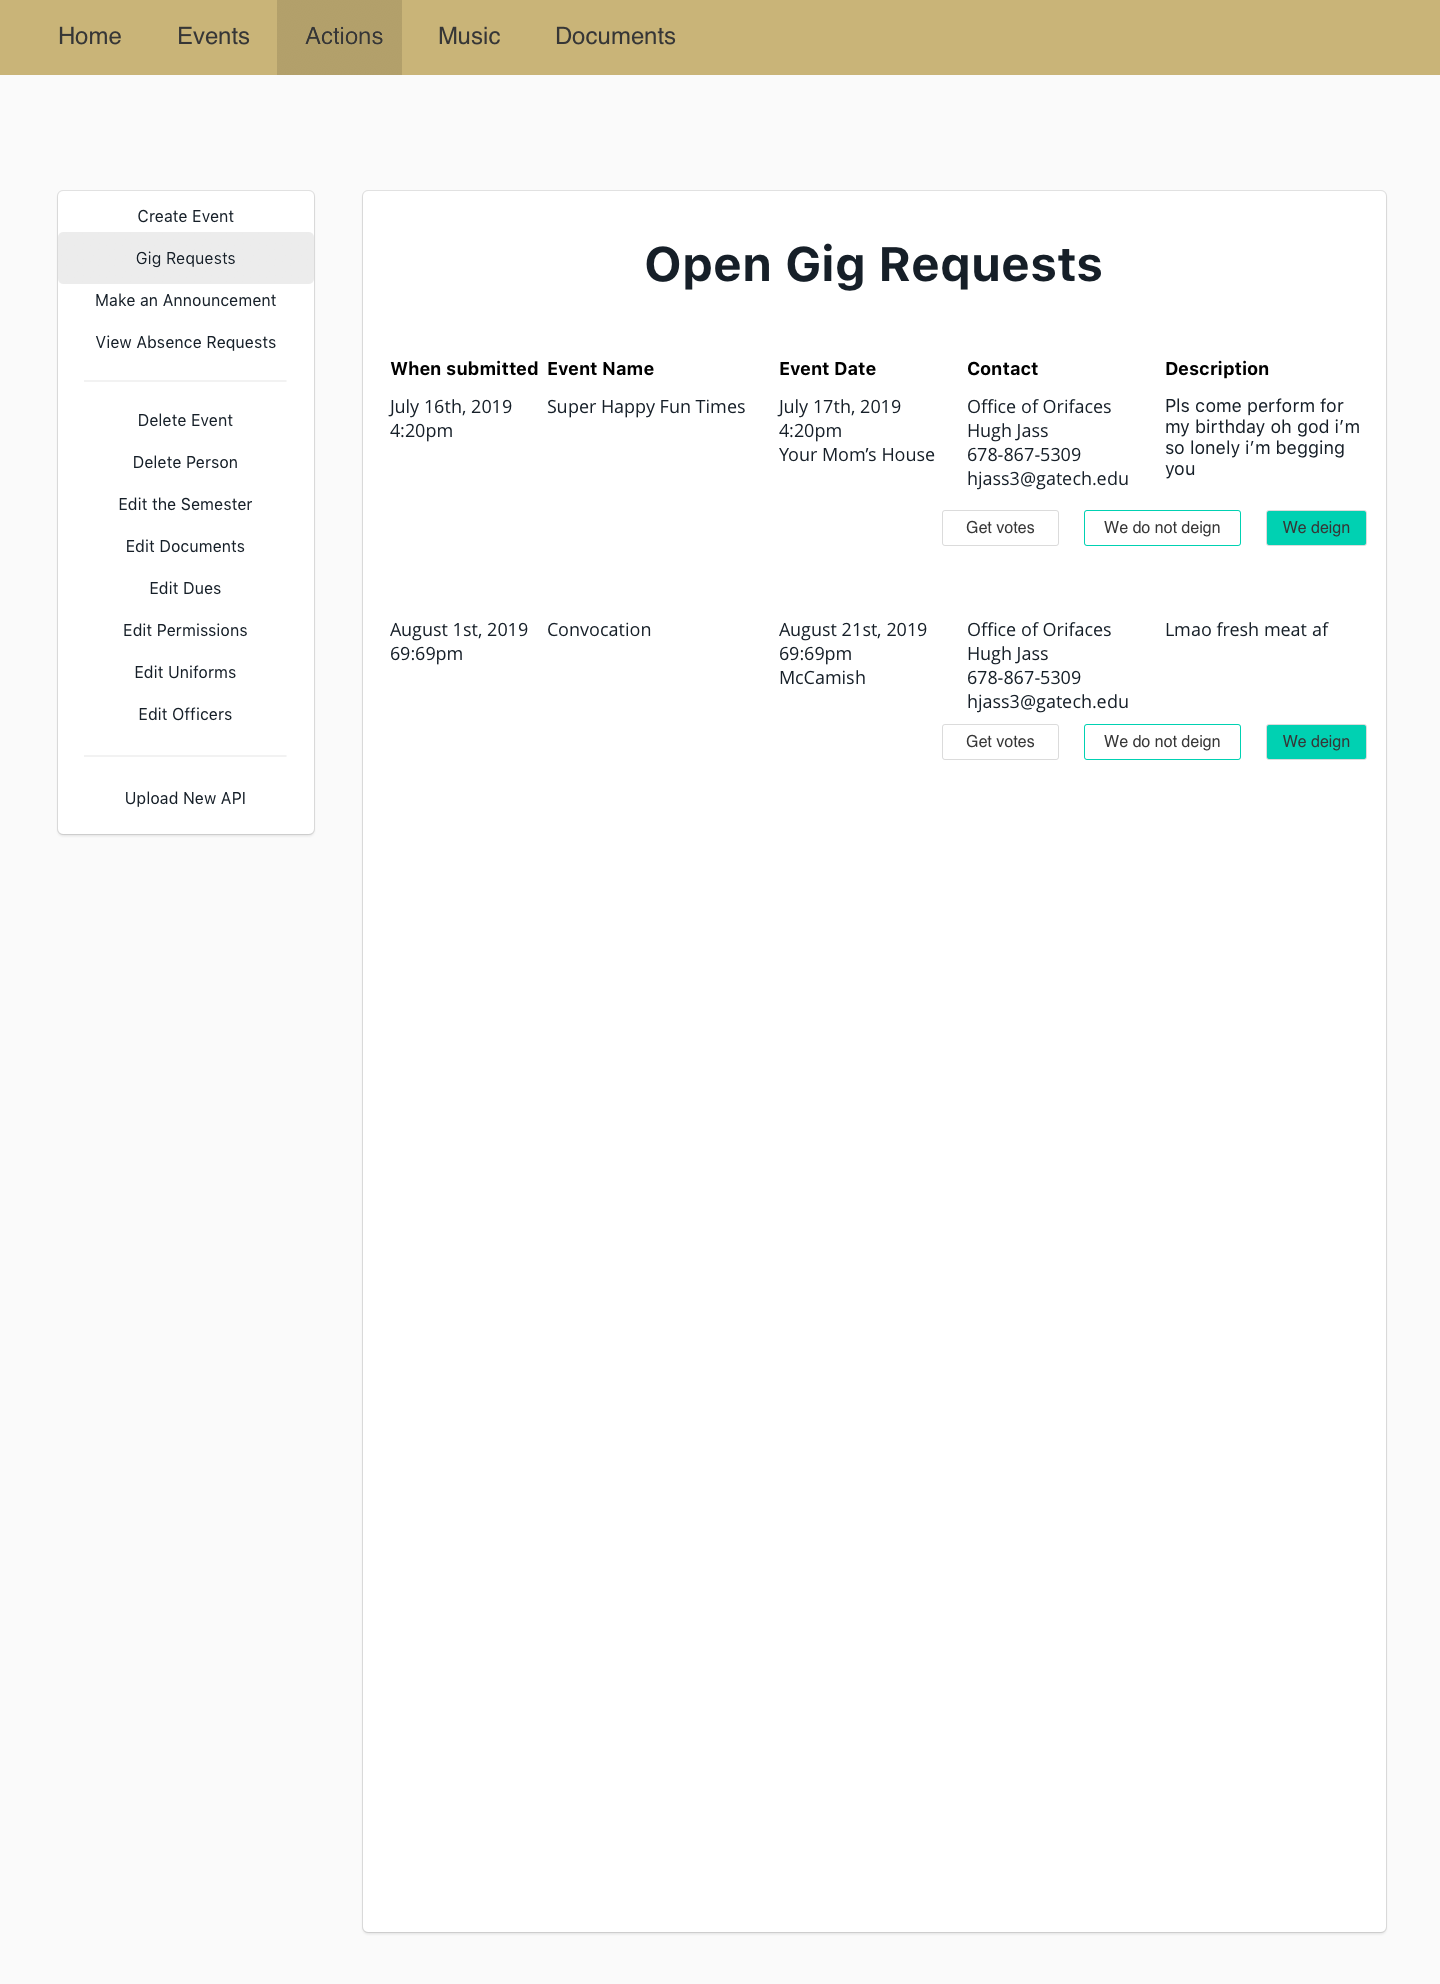 Home Events Actions Music Documents
Create Event
Gig Requests
Make an Announcement
View Absence Requests
Delete Event
Delete Person
Edit the Semester
Edit Documents
Edit Dues
Edit Permissions
Edit Uniforms
Edit Officers
Upload New API
Open Gig Requests
When submitted Event Name Event Date Contact Description
July 16th, 2019 Super Happy Fun Times July 17th, 2019 Office of Orifaces Pls come perform for
4:20pm 4:20pm Hugh Jass my birthday oh god i’m
Your Mom’s House 678-867-5309 so lonely i’m begging
hjass3@gatech.edu you
Get votes We do not deign We deign
August 1st, 2019 Convocation August 21st, 2019 Office of Orifaces Lmao fresh meat af
69:69pm 69:69pm Hugh Jass
McCamish 678-867-5309
hjass3@gatech.edu
Get votes We do not deign We deign